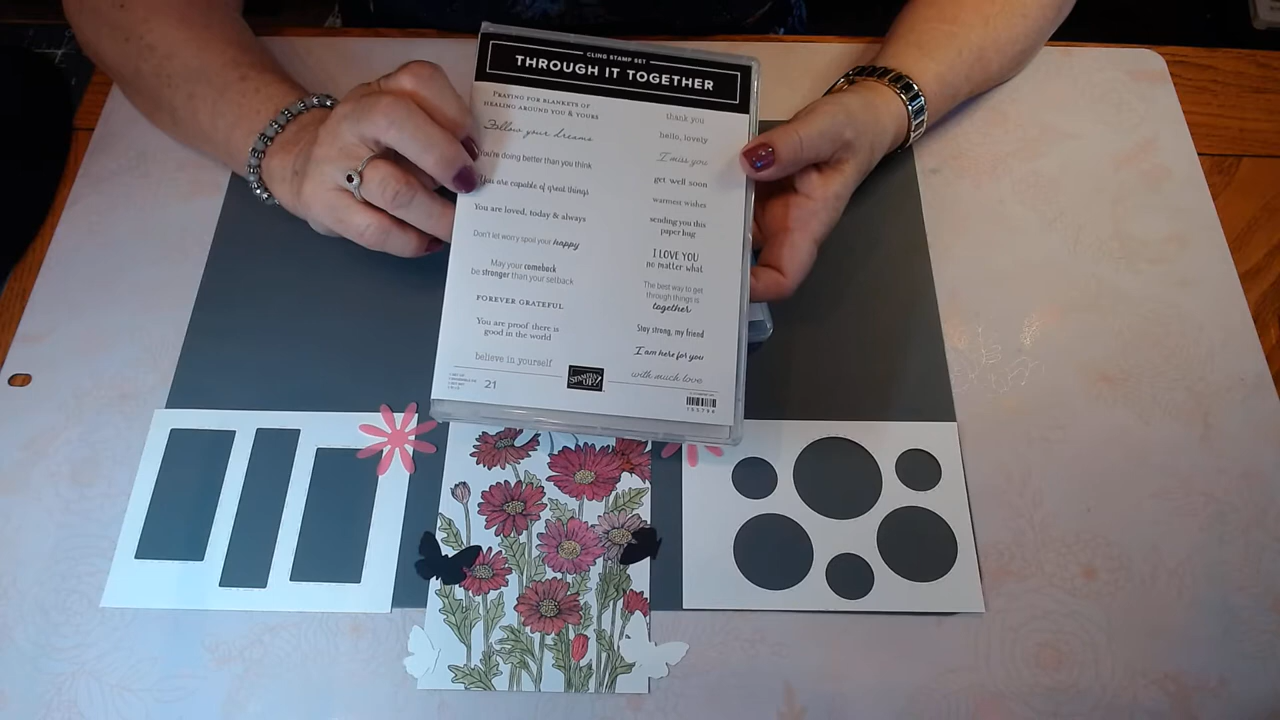 CLING STAMP SET
THROUGH IT TOGETHER
PRAYING FOR BLANKETS OF
HEALING AROUND YOU & YOURS
Follow your dreams
You're doing better than you think
You are capable of great things
You are loved, today & always
Don't let worry spoil your happy
May your comeback
be stronger than your setback
FOREVER GRATEFUL
You are proof there is
good in the world
believe in yourself
thank you
hello, lovely
I miss you
get well soon
warmest wishes
sending you this
paper hug
I LOVE YOU
no matter what
The best way to get
through things is
together
Stay strong, my friend
I am here for you
with much love
21
STAMPIN' UP!